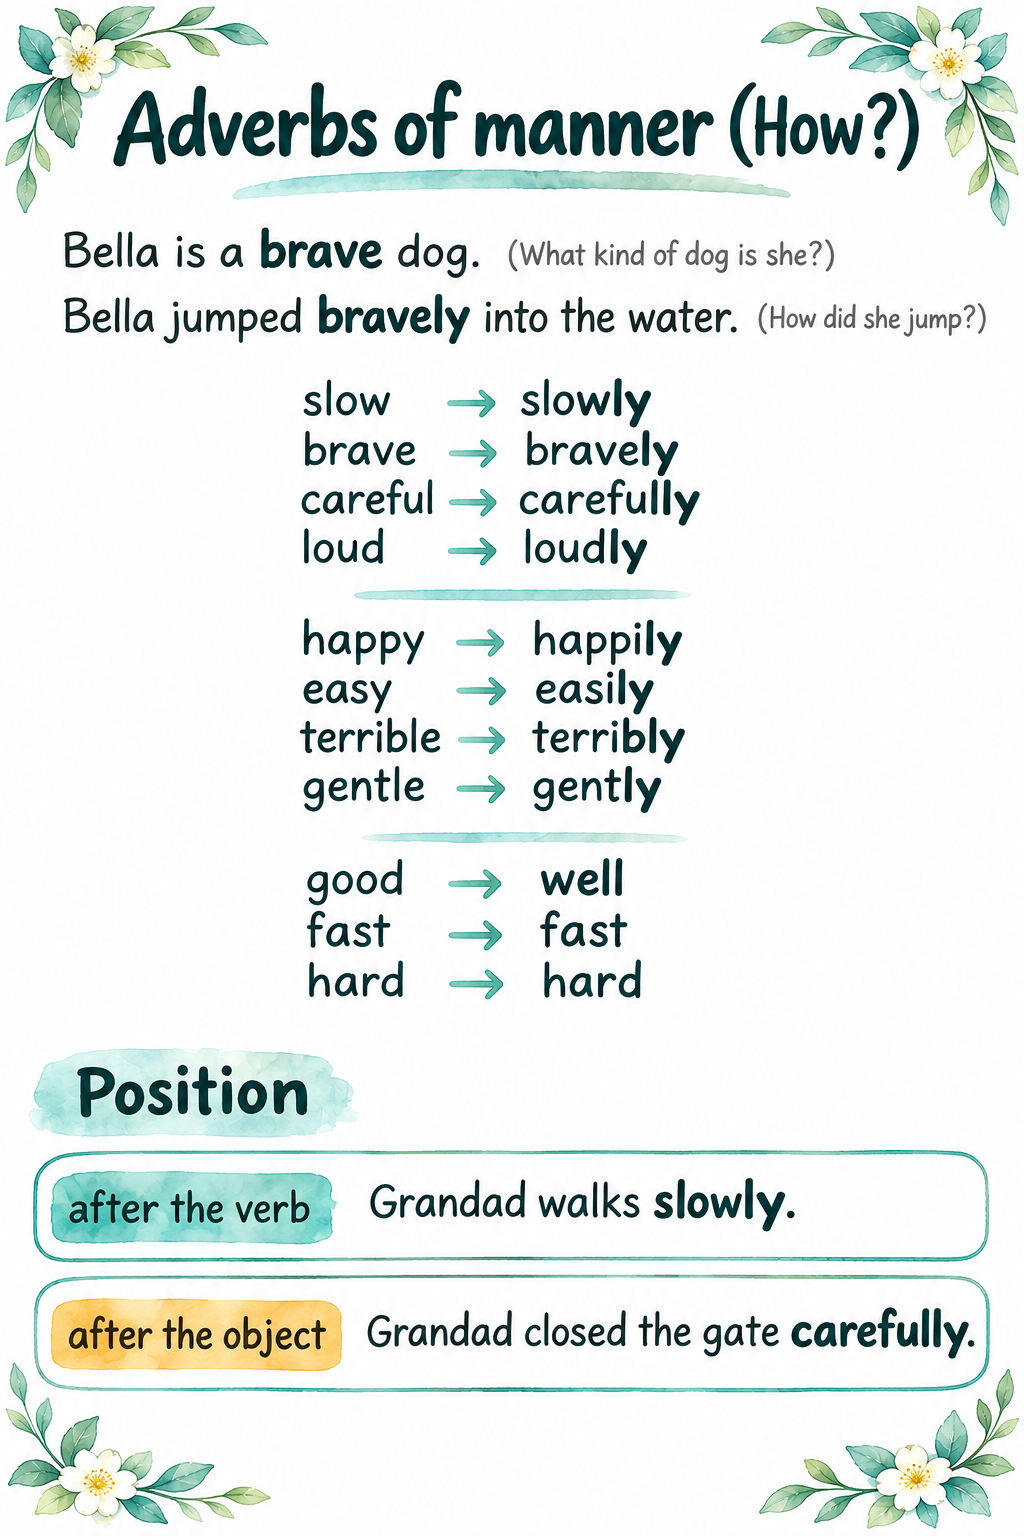 Adverbs of manner (How?)
Bella is a brave dog. (What kind of dog is she?)
Bella jumped bravely into the water. (How did she jump?)
slow → slowly
brave → bravely
careful → carefully
loud → loudly
happy → happily
easy → easily
terrible → terribly
gentle → gently
good → well
fast → fast
hard → hard
Position
after the verb Grandad walks slowly.
after the object Grandad closed the gate carefully.